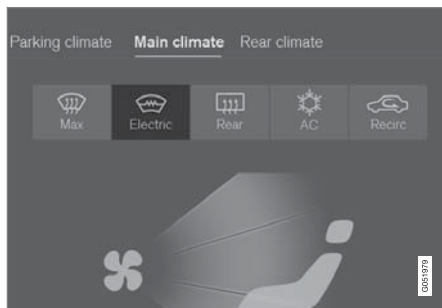 Parking climate Main climate Rear climate
Max Electric Rear AC Recirc
G051979